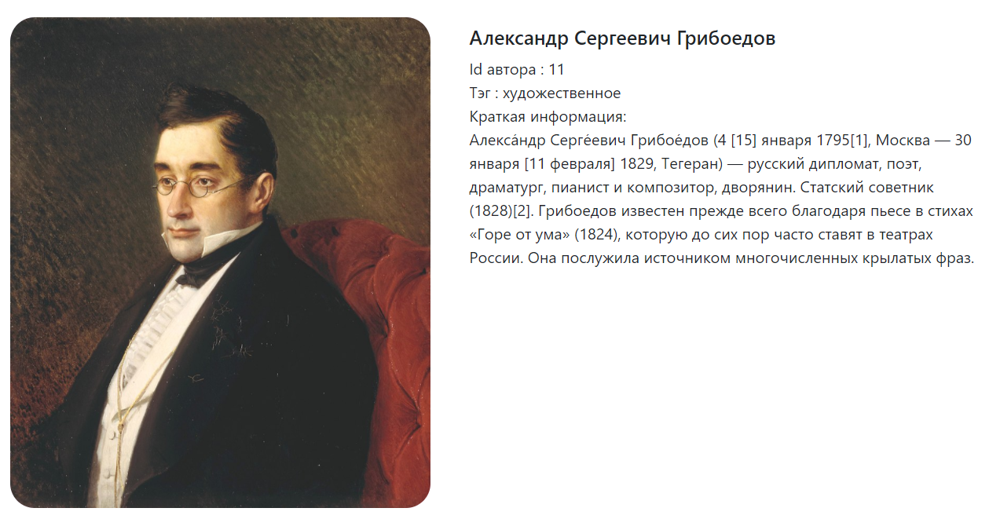 Александр Сергеевич Грибоедов
Id автора : 11
Тэг : художественное
Краткая информация:
Алекса́ндр Серге́евич Грибое́дов (4 [15] января 1795[1], Москва — 30
января [11 февраля] 1829, Тегеран) — русский дипломат, поэт,
драматург, пианист и композитор, дворянин. Статский советник
(1828)[2]. Грибоедов известен прежде всего благодаря пьесе в стихах
«Горе от ума» (1824), которую до сих пор часто ставят в театрах
России. Она послужила источником многочисленных крылатых фраз.